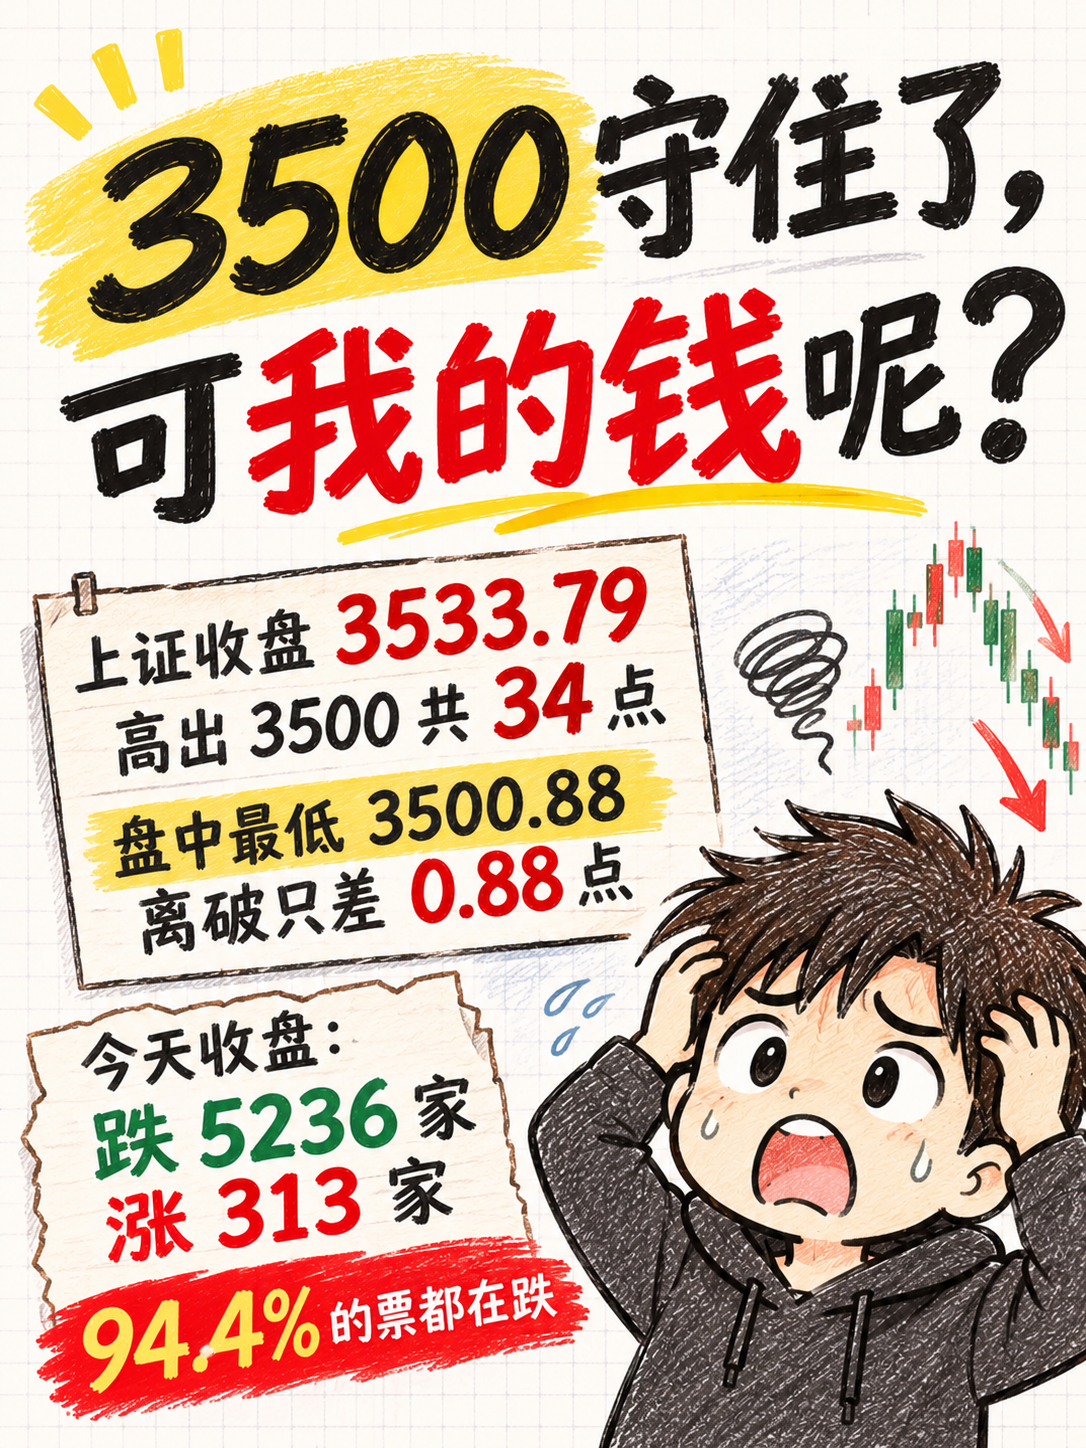 3500守住了,
可我的钱呢?
上证收盘 3533.79
高出 3500 共 34 点
盘中最低 3500.88
离破只差 0.88 点
今天收盘:
跌 5236 家
涨 313 家
94.4% 的票都在跌